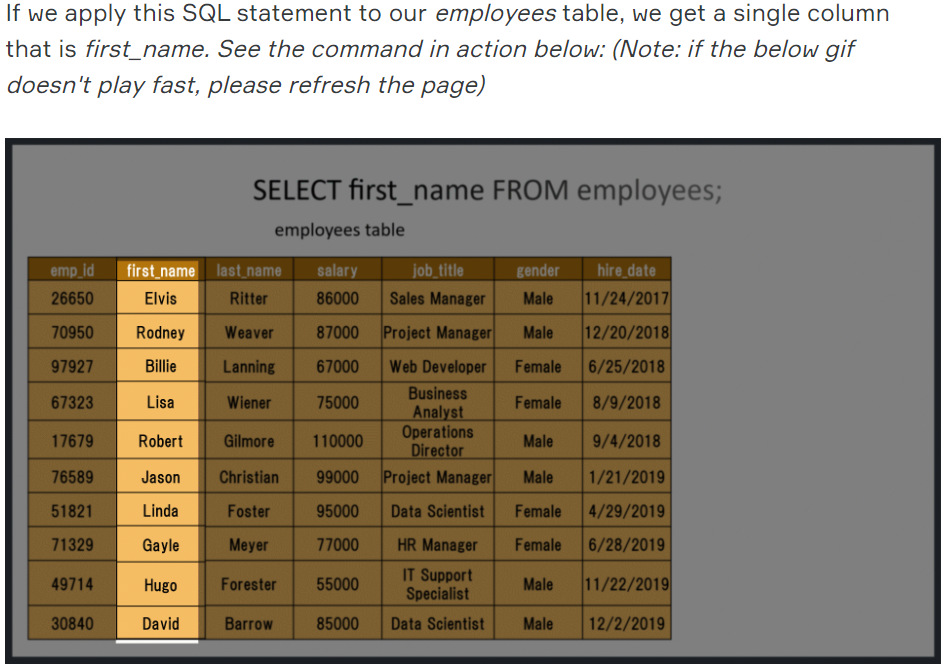 If we apply this SQL statement to our employees table, we get a single column
that is first_name. See the command in action below: (Note: if the below gif
doesn't play fast, please refresh the page)
SELECT first_name FROM employees;
employees table
emp_id first_name last_name salary job_title gender hire_date
26650 Elvis Ritter 86000 Sales Manager Male 11/24/2017
70950 Rodney Weaver 87000 Project Manager Male 12/20/2018
97927 Billie Lanning 67000 Web Developer Female 6/25/2018
67323 Lisa Wiener 75000 Business Analyst Female 8/9/2018
17679 Robert Gilmore 110000 Operations Director Male 9/4/2018
76589 Jason Christian 99000 Project Manager Male 1/21/2019
51821 Linda Foster 95000 Data Scientist Female 4/29/2019
71329 Gayle Meyer 77000 HR Manager Female 6/28/2019
49714 Hugo Forester 55000 IT Support Specialist Male 11/22/2019
30840 David Barrow 85000 Data Scientist Male 12/2/2019